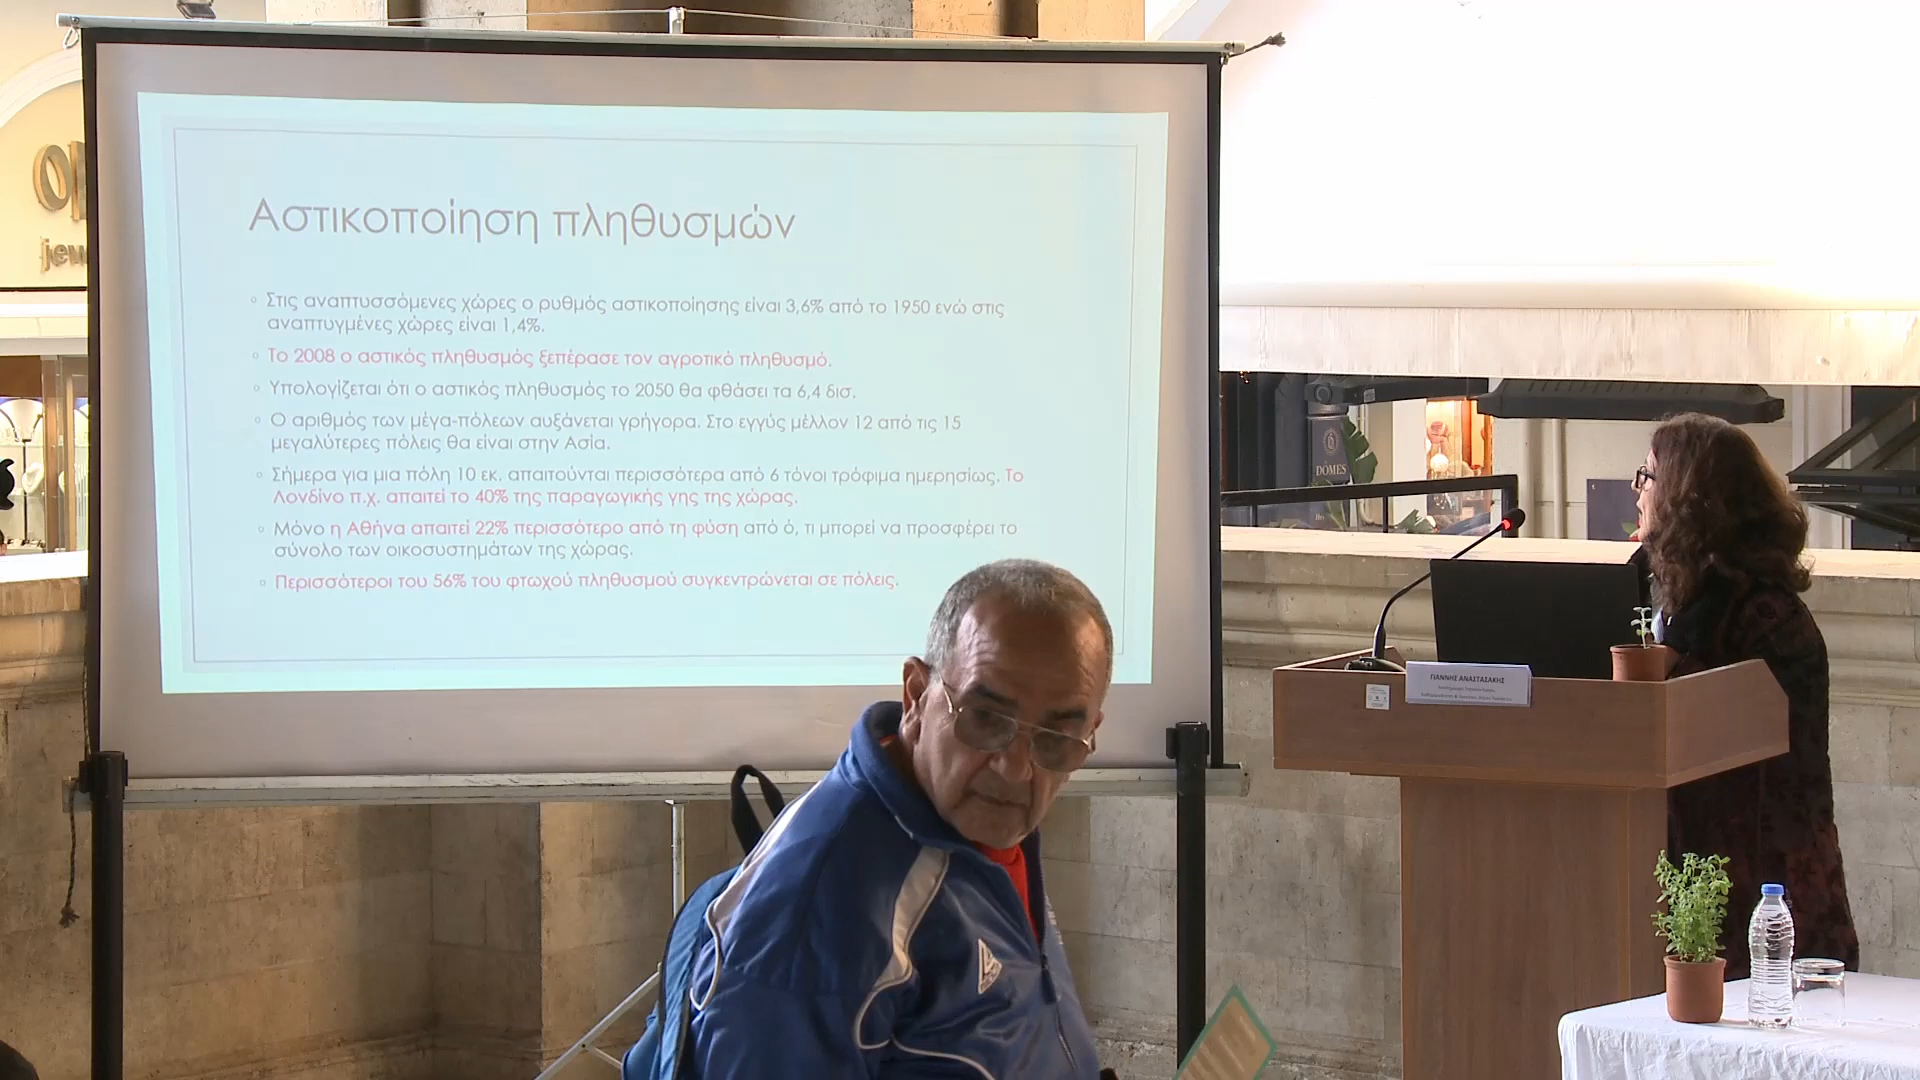 Αστικοποίηση πληθυσμών
Στις αναπτυσσόμενες χώρες ο ρυθμός αστικοποίησης είναι 3,6% από το 1950 ενώ στις
αναπτυγμένες χώρες είναι 1,4%.
Το 2008 ο αστικός πληθυσμός ξεπέρασε τον αγροτικό πληθυσμό.
Υπολογίζεται ότι ο αστικός πληθυσμός το 2050 θα φθάσει τα 6,4 δισ.
Ο αριθμός των μέγα-πόλεων αυξάνεται γρήγορα. Στο εγγύς μέλλον 12 από τις 15
μεγαλύτερες πόλεις θα είναι στην Ασία.
Σήμερα για μια πόλη 10 εκ. απαιτούνται περισσότερα από 6 τόνοι τρόφιμα ημερησίως. Το
Λονδίνο π.χ. απαιτεί το 40% της παραγωγικής γης της χώρας.
Μόνο η Αθήνα απαιτεί 22% περισσότερο από τη φύση από ό, τι μπορεί να προσφέρει το
σύνολο των οικοσυστημάτων της χώρας.
Περισσότεροι του 56% του φτωχού πληθυσμού συγκεντρώνεται σε πόλεις.
DOMES
ΓΙΑΝΝΗΣ ΑΝΑΣΤΑΣΑΚΗΣ